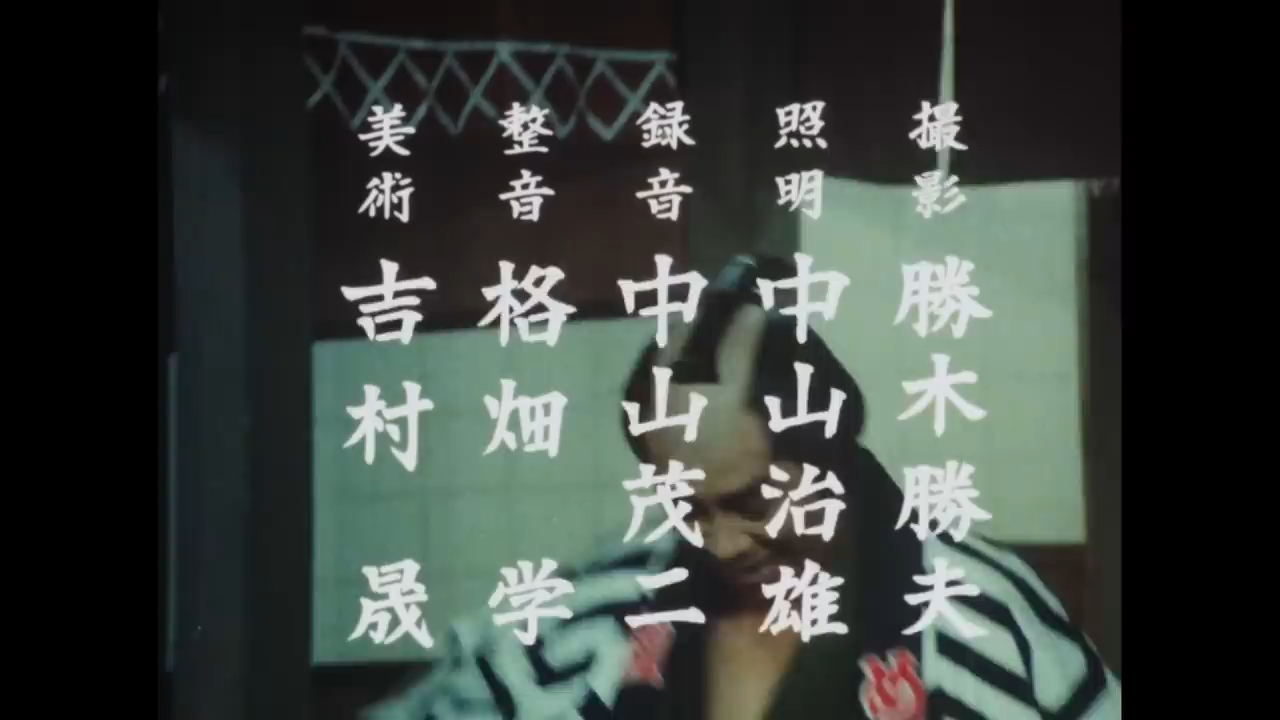 撮影 勝木勝夫
照明 中山治雄
録音 中山茂二
整音 格畑学
美術 吉村晟